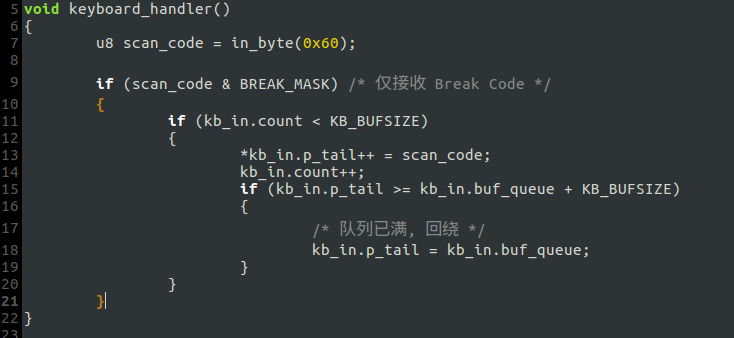 5 void keyboard_handler()
6 {
7 u8 scan_code = in_byte(0x60);
8
9 if (scan_code & BREAK_MASK) /* 仅接收 Break Code */
10 {
11 if (kb_in.count < KB_BUFSIZE)
12 {
13 *kb_in.p_tail++ = scan_code;
14 kb_in.count++;
15 if (kb_in.p_tail >= kb_in.buf_queue + KB_BUFSIZE)
16 {
17 /* 队列已满, 回绕 */
18 kb_in.p_tail = kb_in.buf_queue;
19 }
20 }
21 }
22 }
23